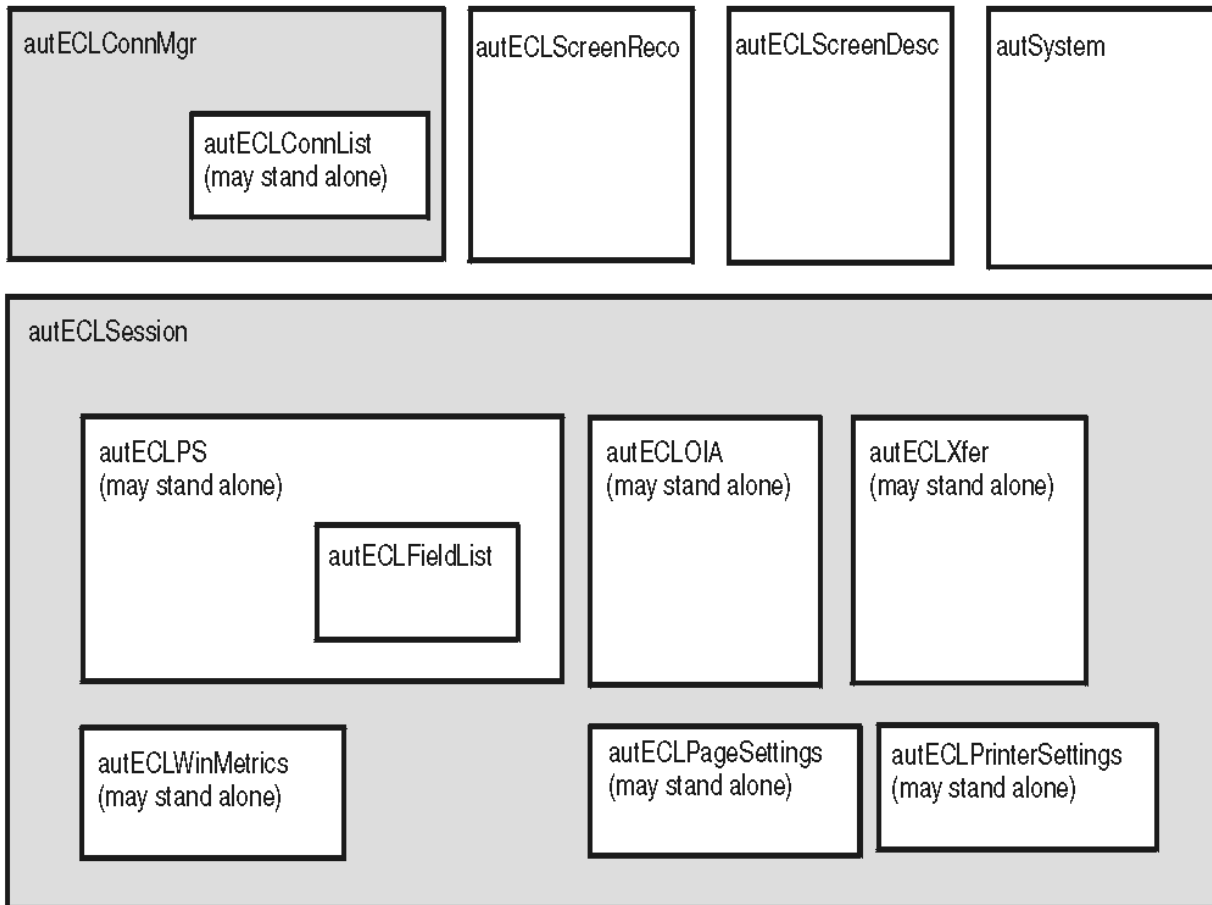 autECLConnMgr
autECLConnList
(may stand alone)
autECLScreenReco
autECLScreenDesc
autSystem
autECLSession
autECLPS
(may stand alone)
autECLFieldList
autECLOIA
(may stand alone)
autECLXfer
(may stand alone)
autECLWinMetrics
(may stand alone)
autECLPageSettings
(may stand alone)
autECLPrinterSettings
(may stand alone)